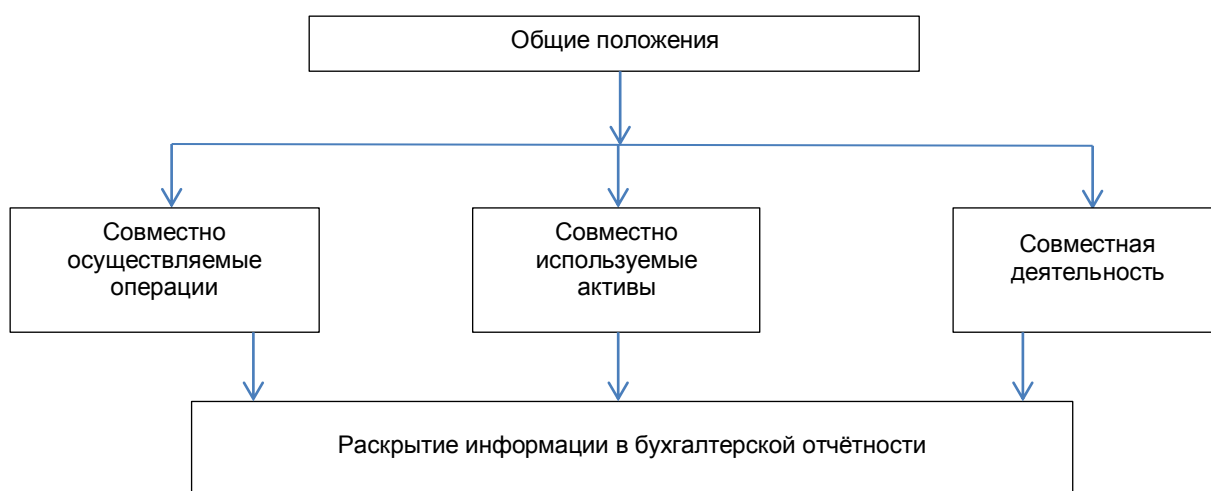 Общие положения
Совместно
осуществляемые
операции
Совместно
используемые
активы
Совместная
деятельность
Раскрытие информации в бухгалтерской отчётности